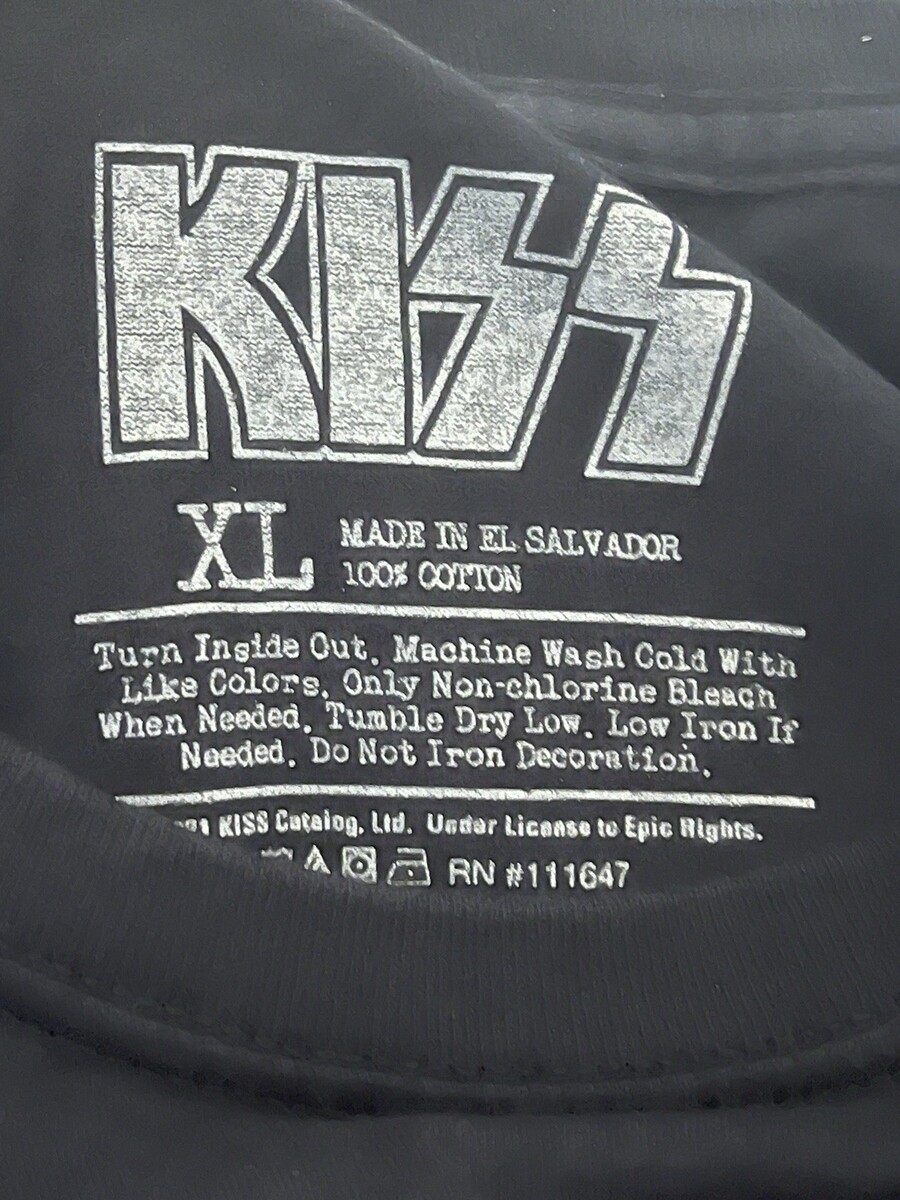 KISS
XL
MADE IN EL SALVADOR
100% COTTON
Turn Inside Out. Machine Wash Cold With
Like Colors. Only Non-chlorine Bleach
When Needed. Tumble Dry Low. Low Iron If
Needed. Do Not Iron Decoration.
KISS Catalog, Ltd. Under License to Epic Rights.
RN #111647